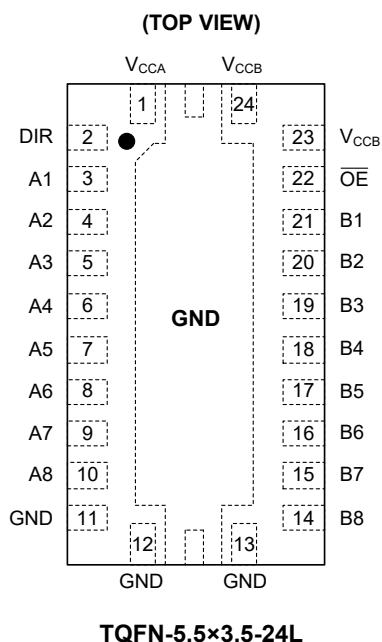 (TOP VIEW)
VCCA VCCB
1 24
DIR 2 23 VCCB
A1 3 22 OE
A2 4 21 B1
A3 5 20 B2
A4 6 19 B3
GND
A5 7 18 B4
A6 8 17 B5
A7 9 16 B6
A8 10 15 B7
GND 11 14 B8
12 13
GND GND
TQFN-5.5×3.5-24L